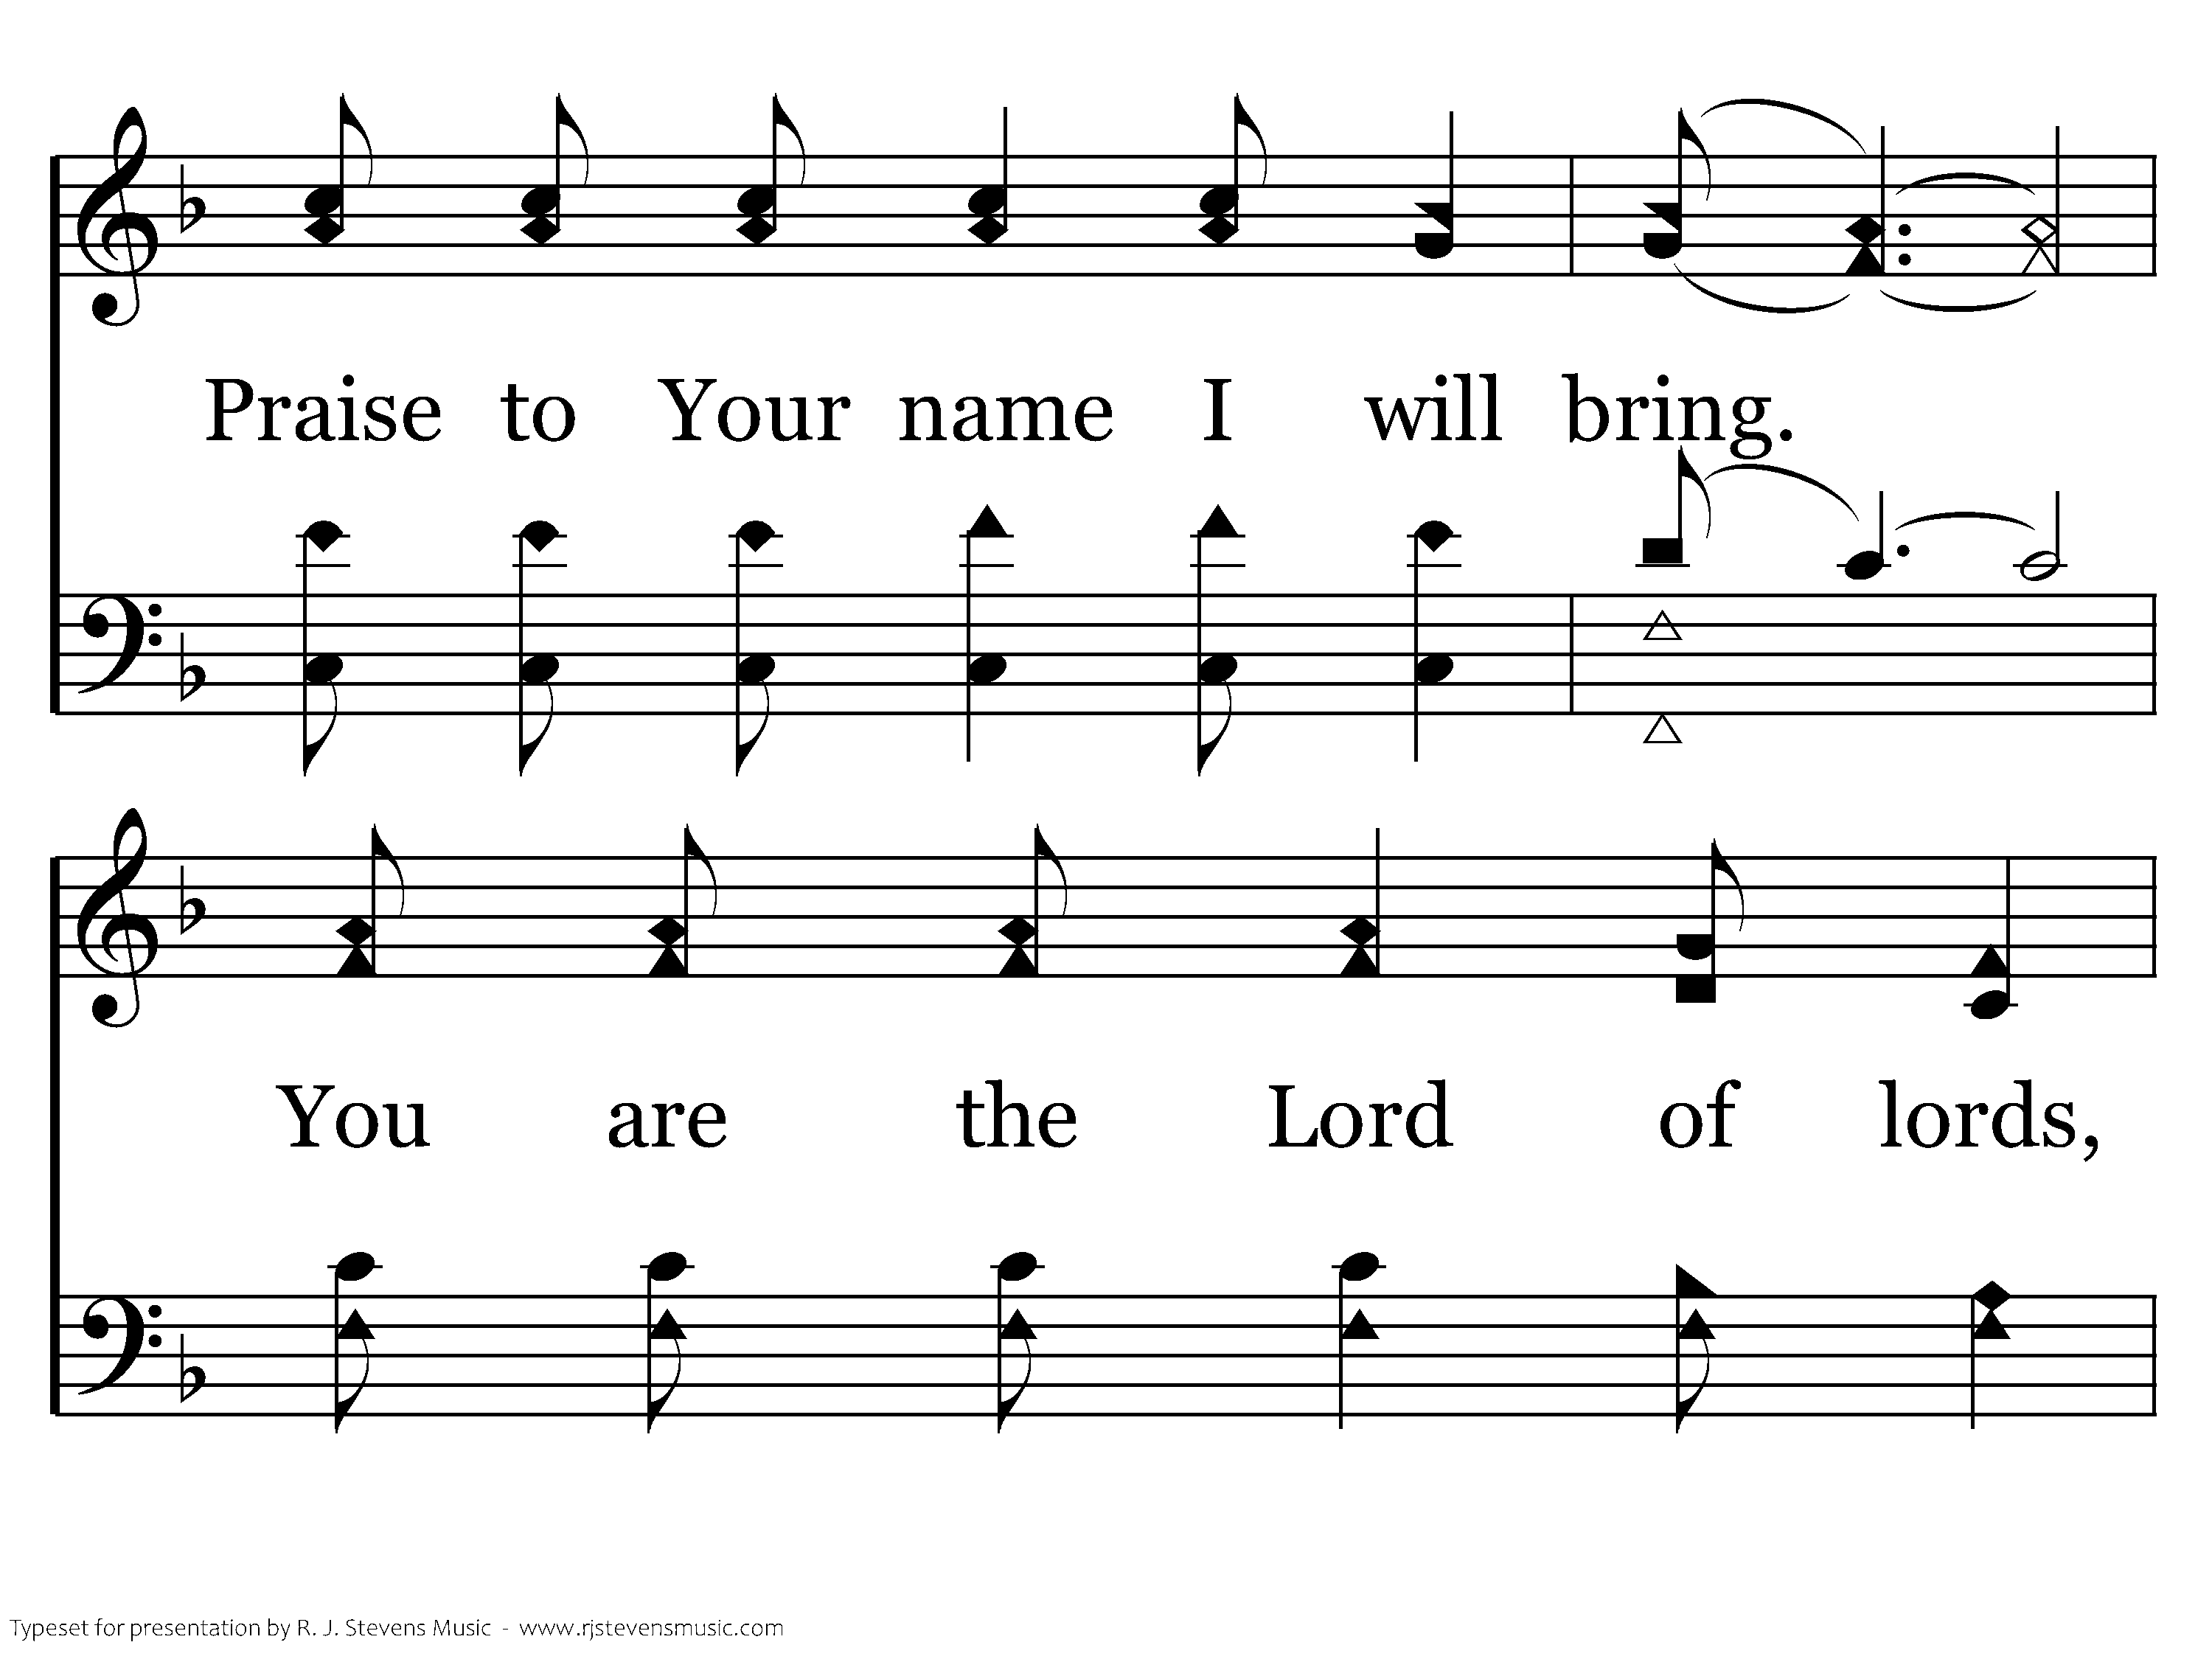 Praise to Your name I will bring.
You are the Lord of lords,
Typeset for presentation by R. J. Stevens Music - www.rjstevensmusic.com